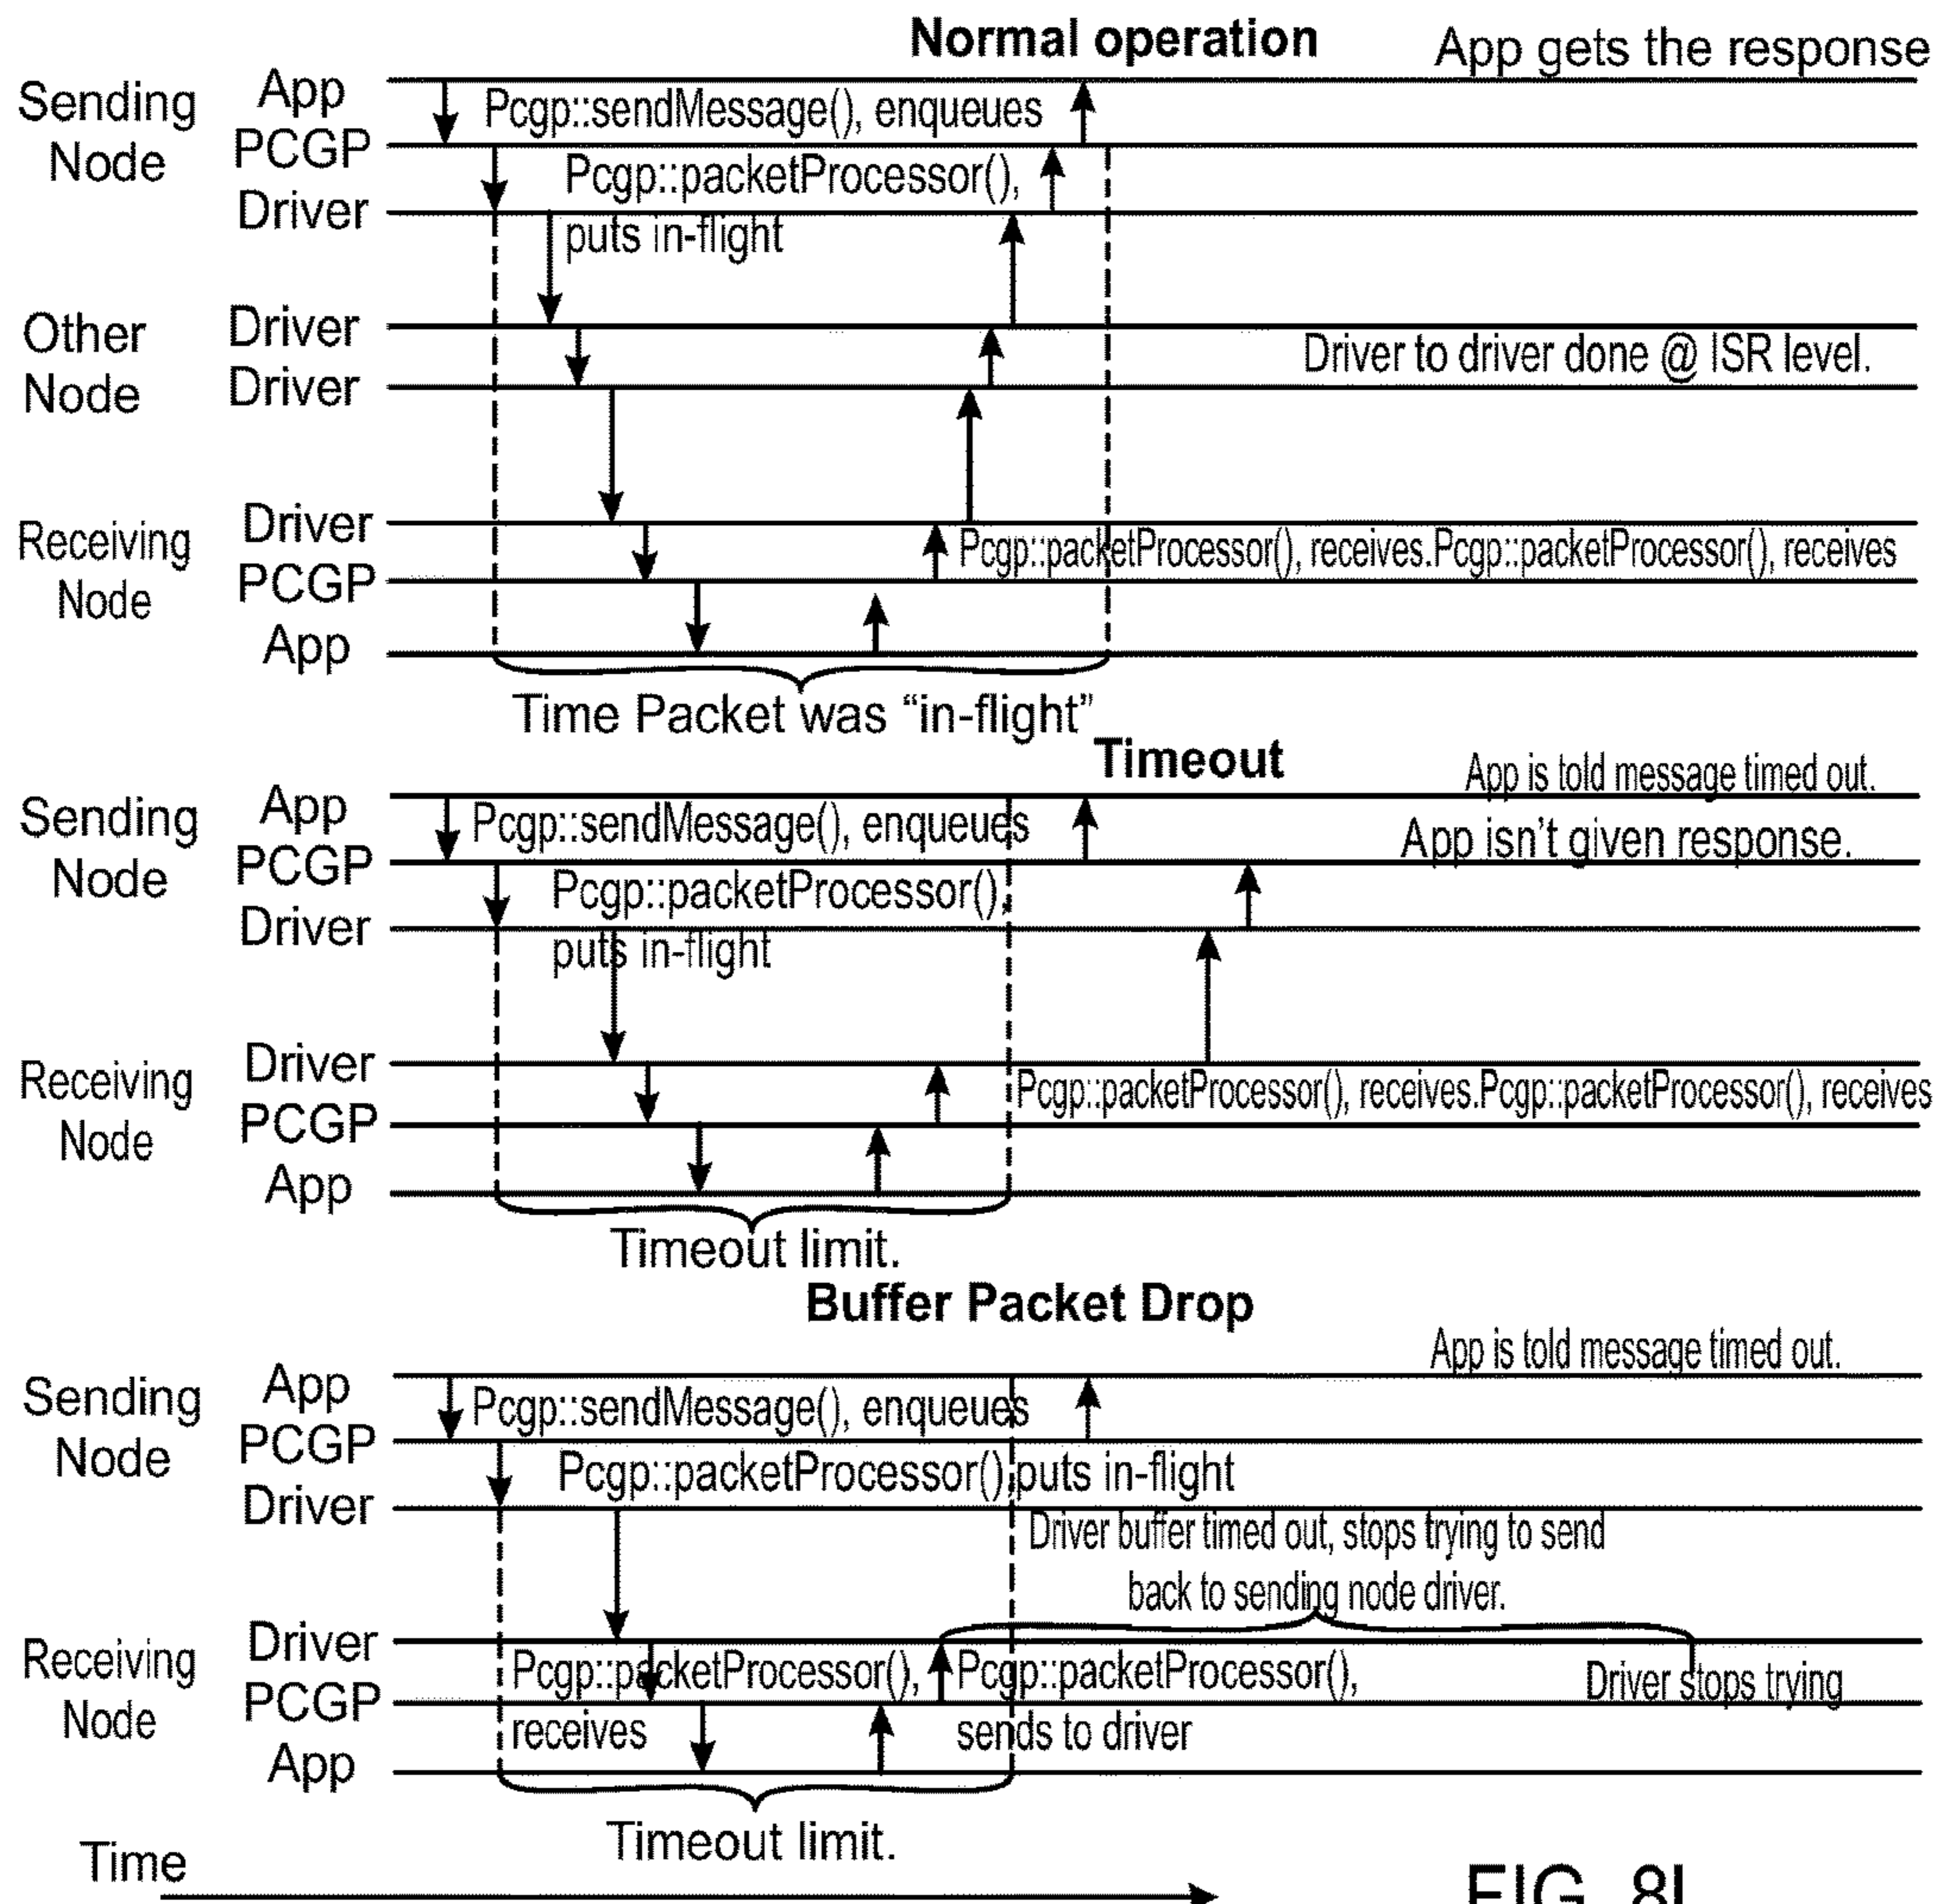 Normal operation
App gets the response
Sending
Node
App
PCGP
Driver
Pcgp::sendMessage(), enqueues
Pcgp::packetProcessor(),
puts in-flight
Other
Node
Driver
Driver
Driver to driver done @ ISR level.
Receiving
Node
Driver
PCGP
App
Pcgp::packetProcessor(), receives.Pcgp::packetProcessor(), receives
Time Packet was “in-flight”
Timeout
App is told message timed out.
Sending
Node
App
PCGP
Driver
Pcgp::sendMessage(), enqueues
App isn’t given response.
Pcgp::packetProcessor(),
puts in-flight
Receiving
Node
Driver
PCGP
App
Pcgp::packetProcessor(), receives.Pcgp::packetProcessor(), receives
Timeout limit.
Buffer Packet Drop
App is told message timed out.
Sending
Node
App
PCGP
Driver
Pcgp::sendMessage(), enqueues
Pcgp::packetProcessor(),puts in-flight
Driver buffer timed out, stops trying to send
back to sending node driver.
Receiving
Node
Driver
PCGP
App
Pcgp::packetProcessor(),
receives
Pcgp::packetProcessor(),
sends to driver
Driver stops trying
Timeout limit.
Time
FIG. 8I